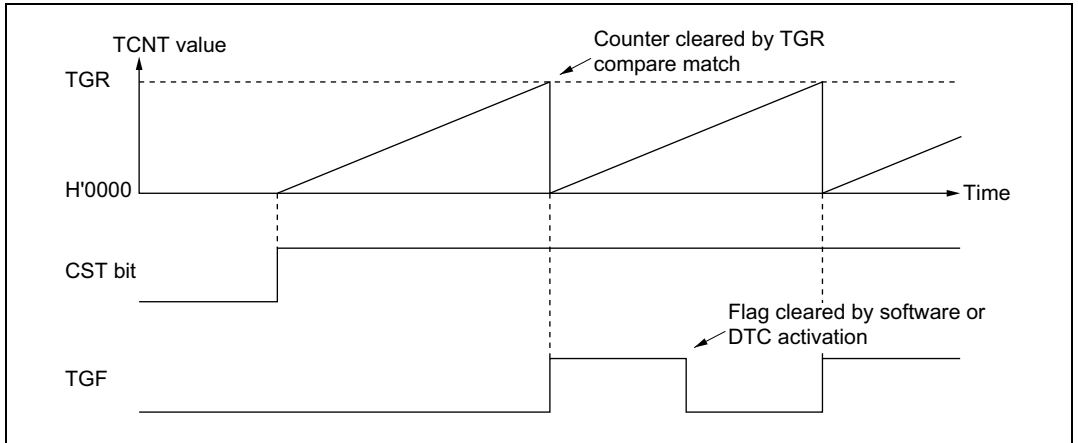 TCNT value
Counter cleared by TGR
compare match
TGR
H'0000
Time
CST bit
Flag cleared by software or
DTC activation
TGF